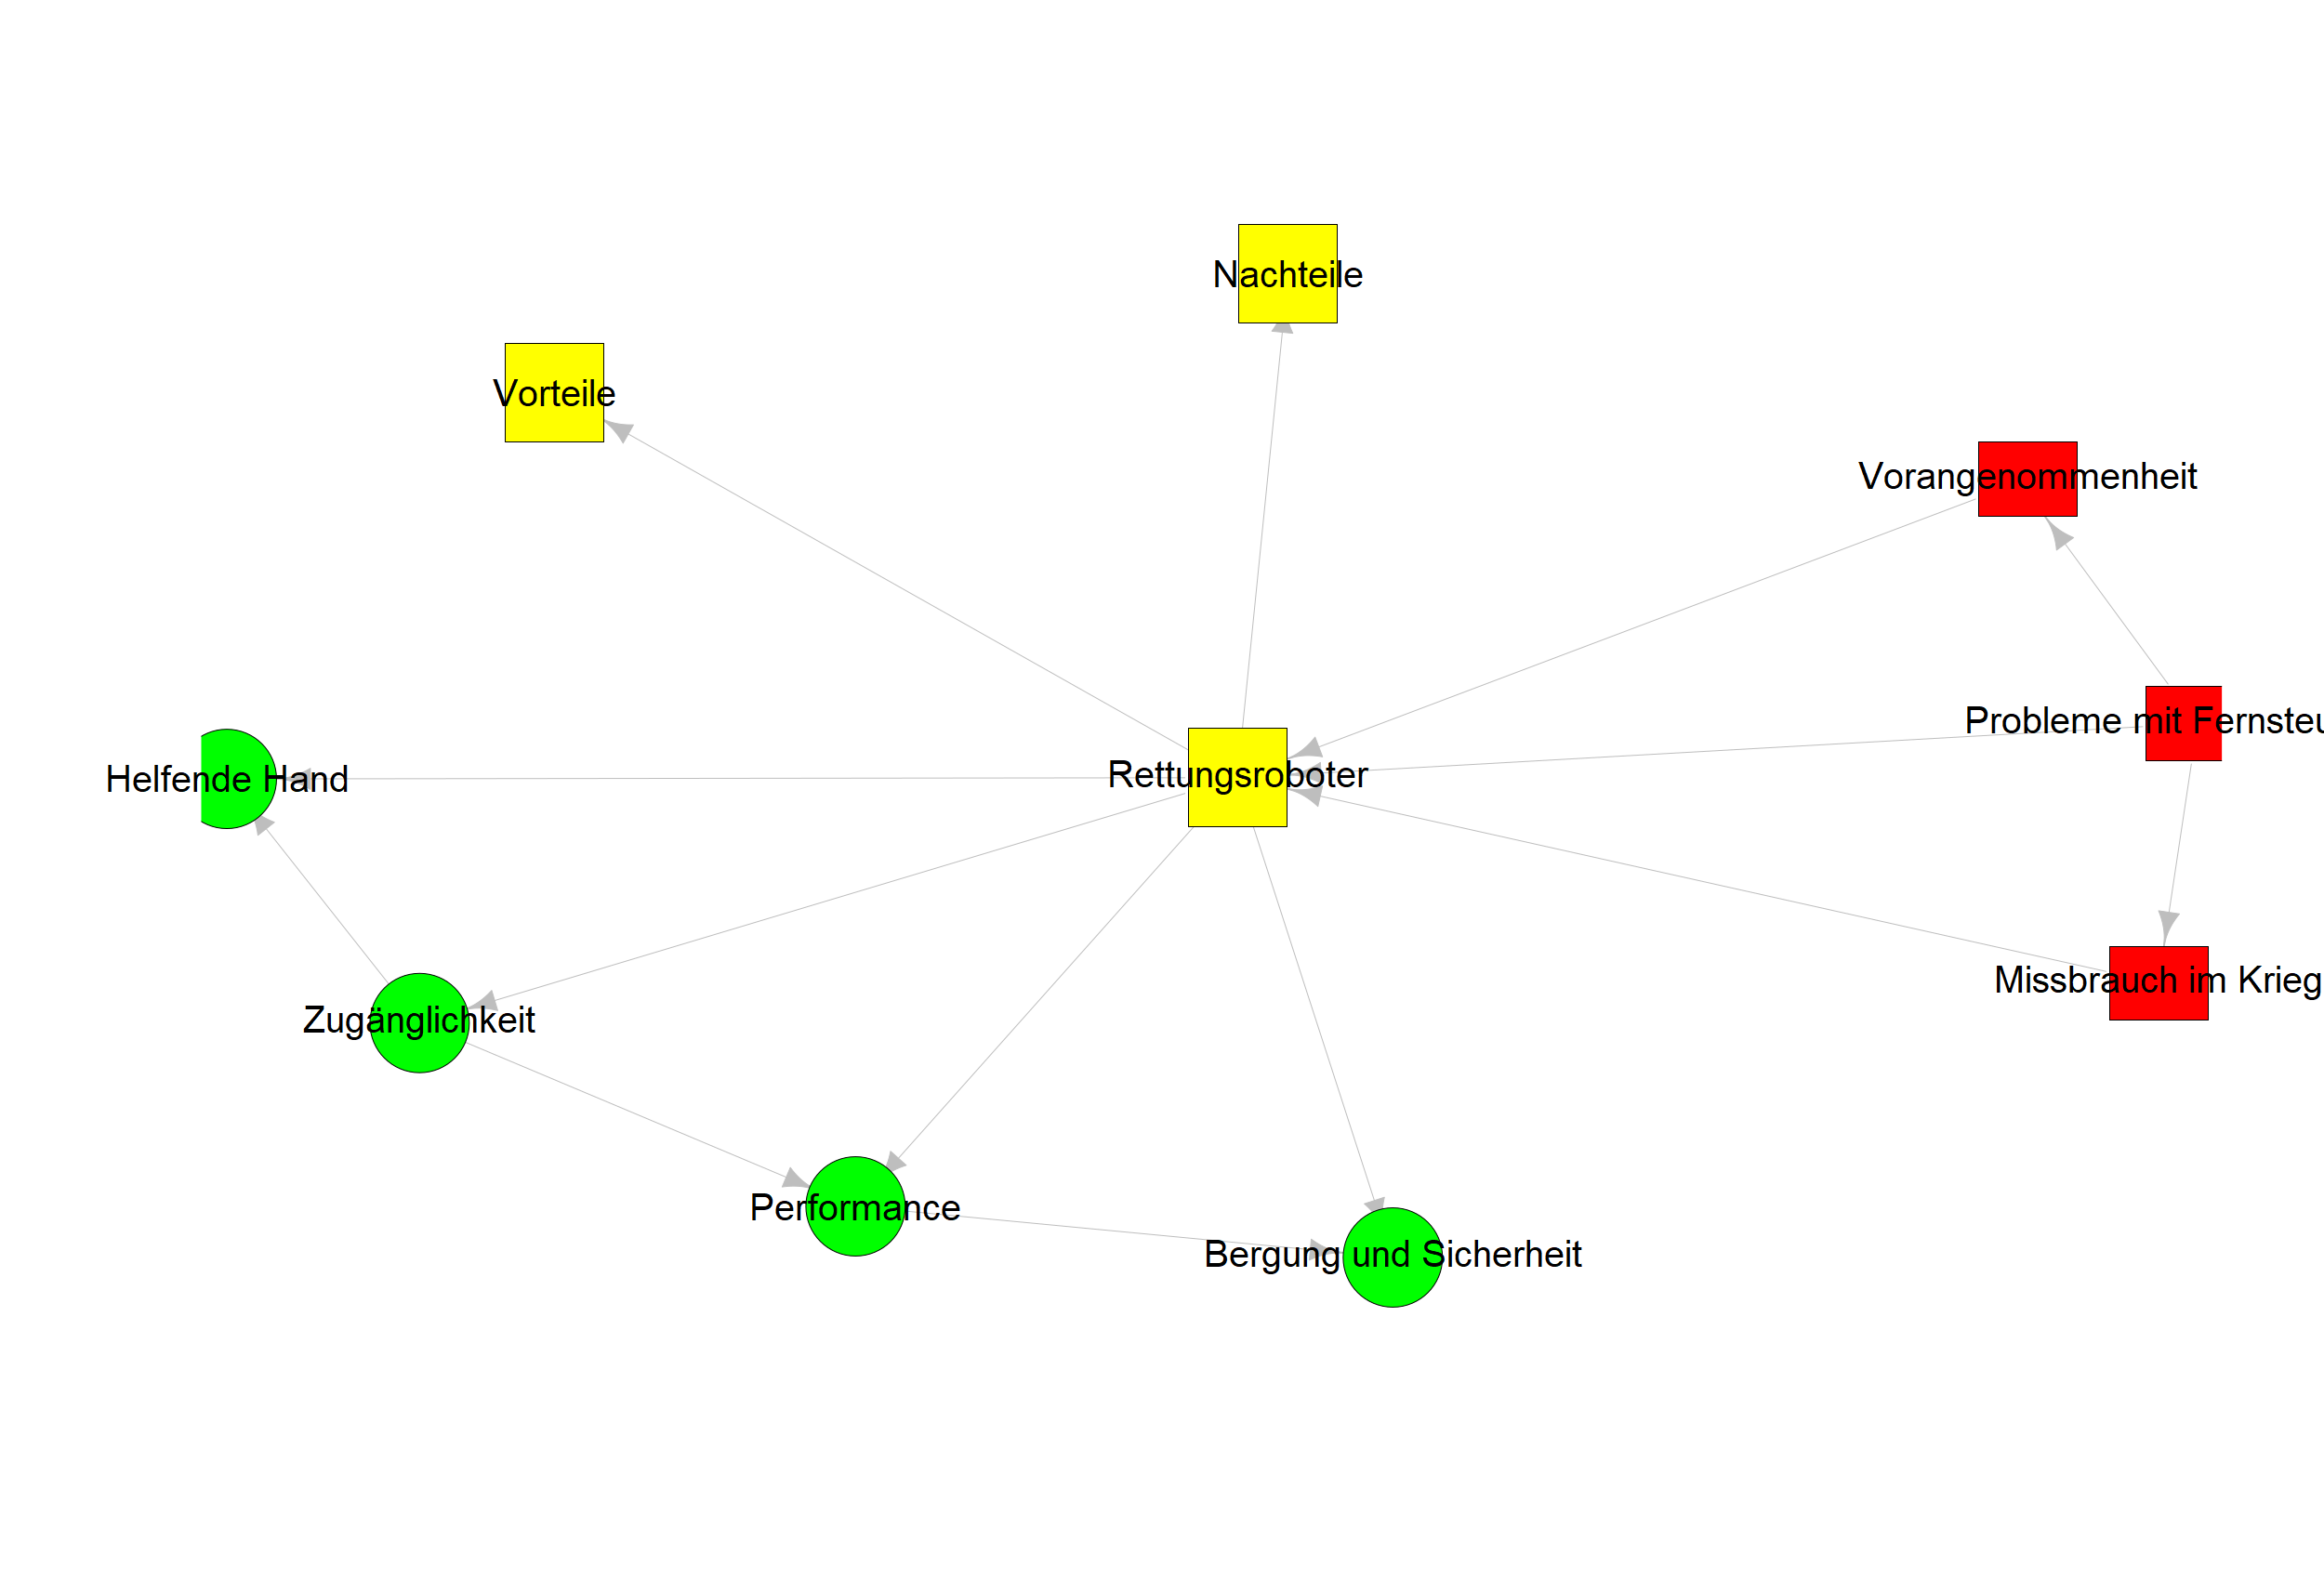 Nachteile
Vorteile
Vorangenommenheit
Probleme mit Fernsteu
Rettungsroboter
Helfende Hand
Missbrauch im Krieg
Zugänglichkeit
Performance
Bergung und Sicherheit